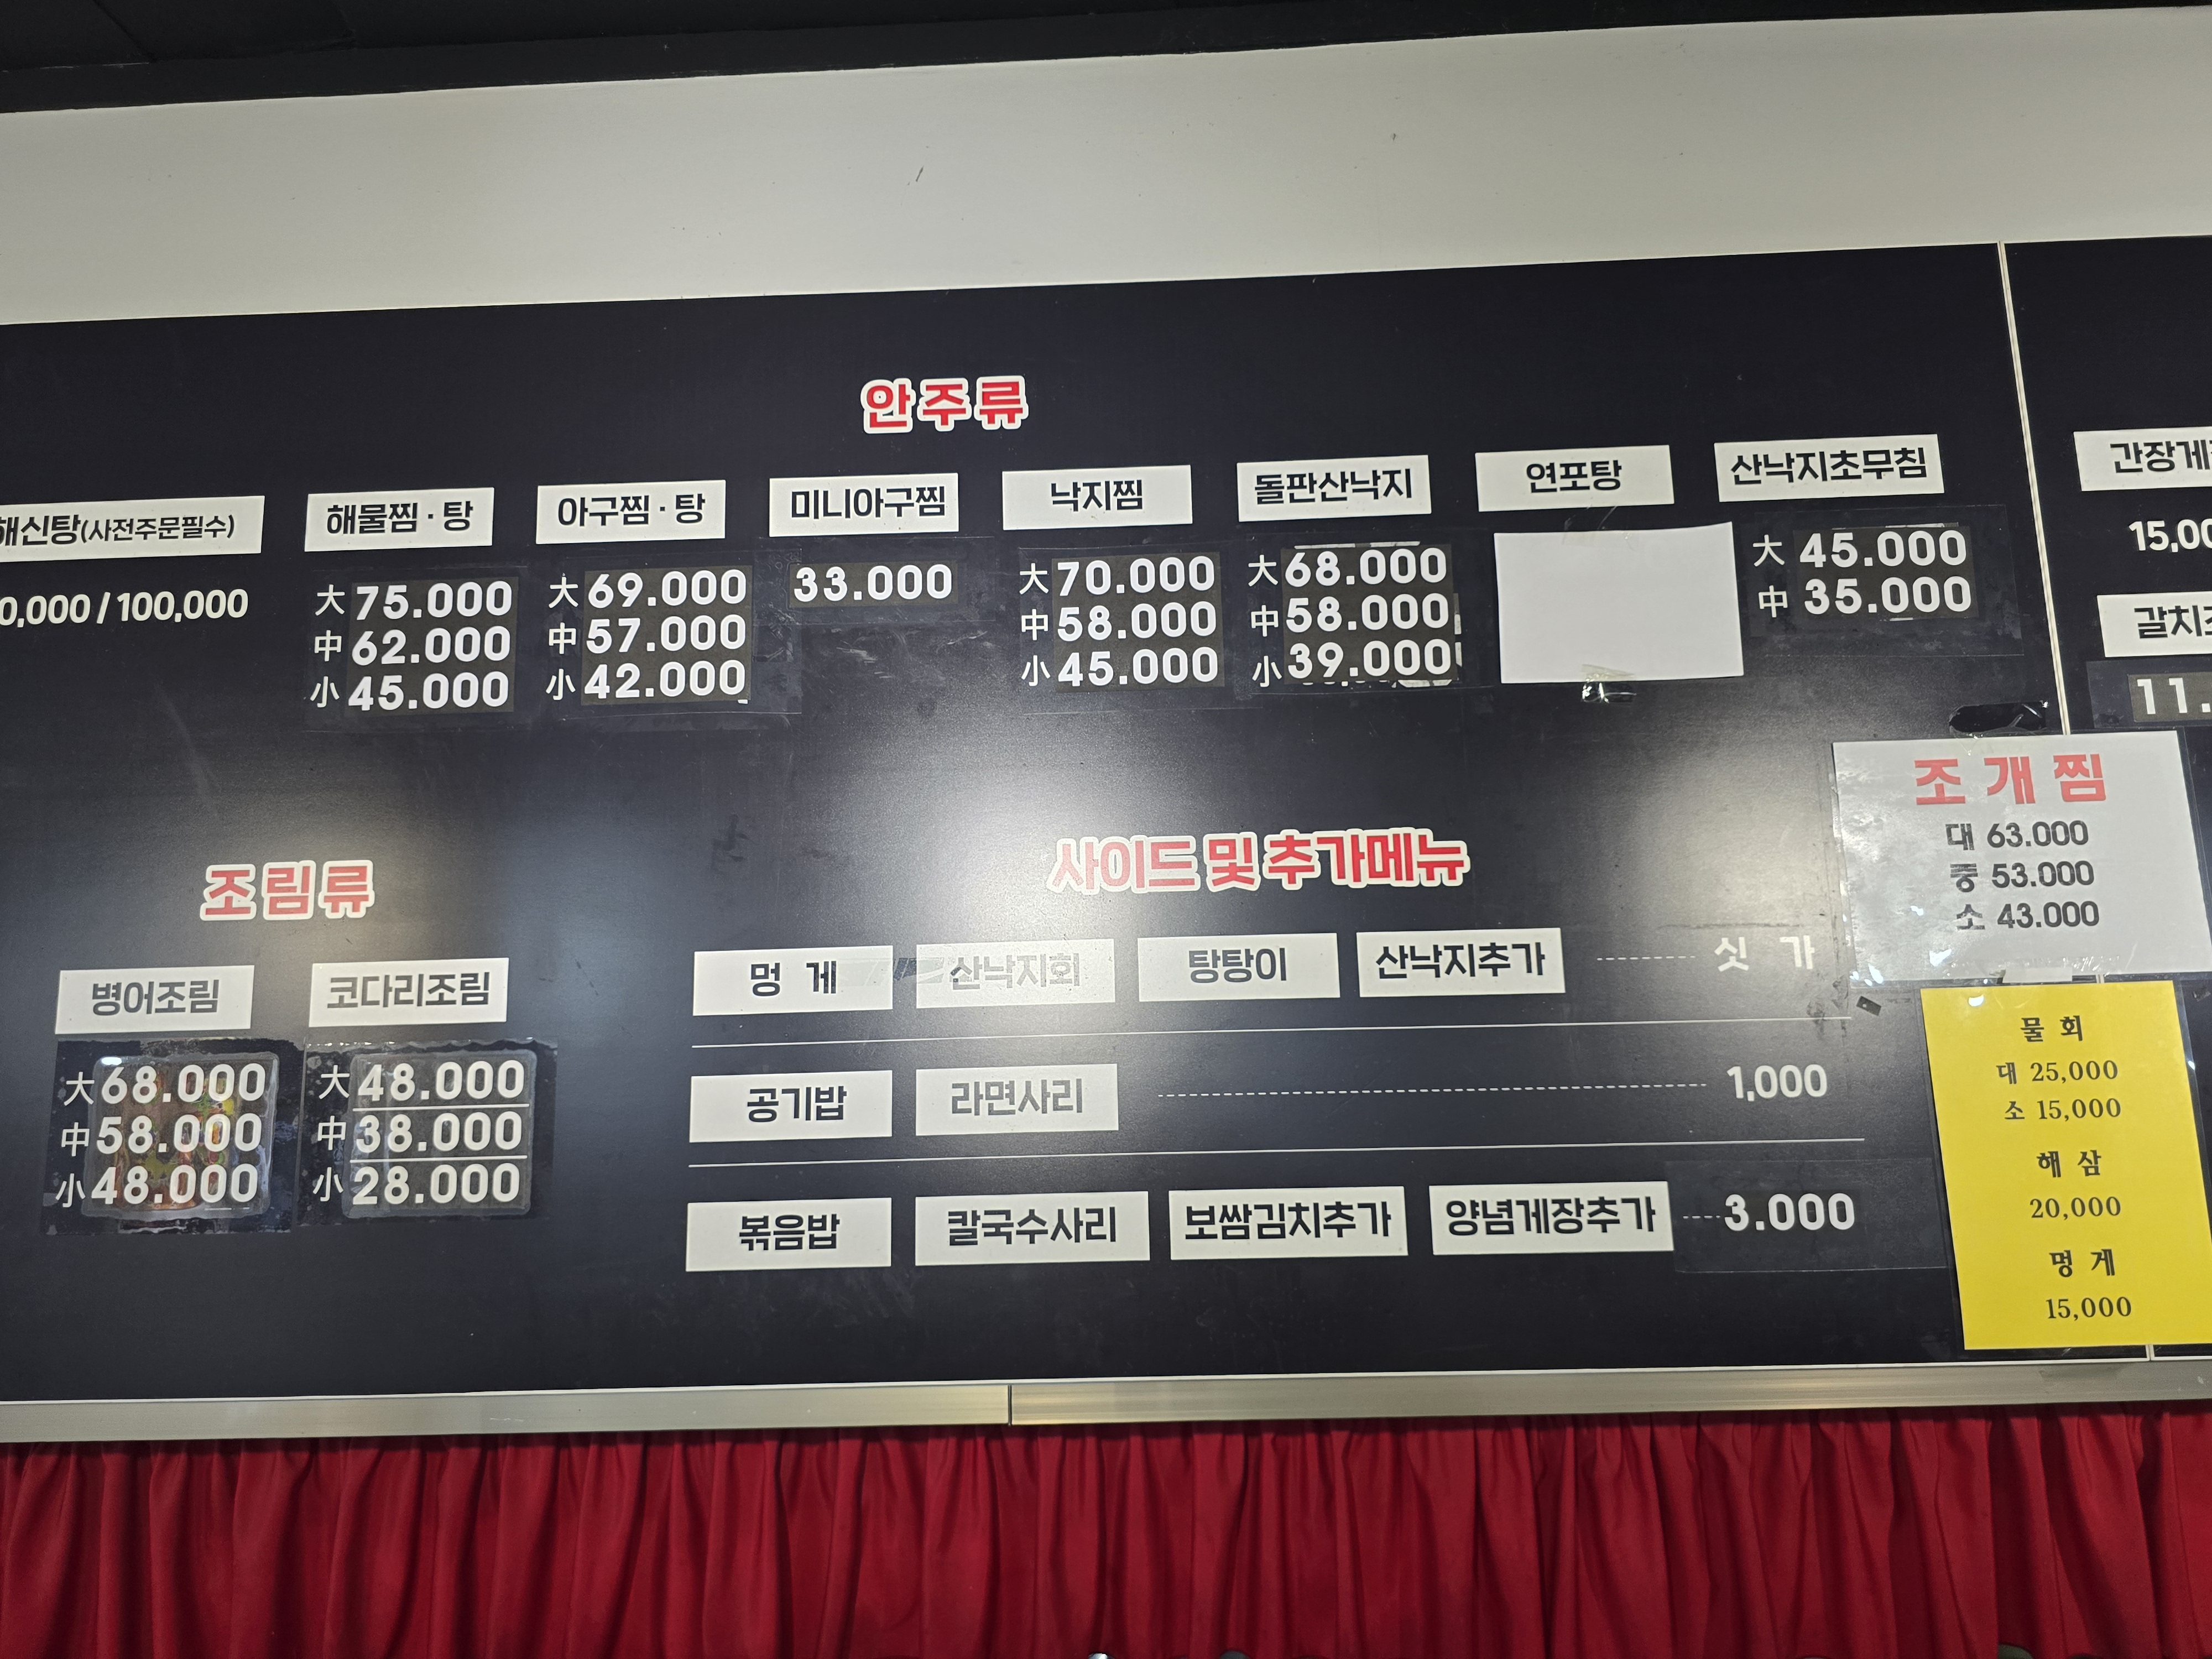 안주류
해신탕(사전주문필수)
0,000 / 100,000
해물찜 · 탕
大 75.000
中 62.000
小 45.000
아구찜 · 탕
大 69.000
中 57.000
小 42.000
미니아구찜
33.000
낙지찜
大 70.000
中 58.000
小 45.000
돌판산낙지
大 68.000
中 58.000
小 39.000
연포탕
산낙지초무침
大 45.000
中 35.000
간장게
15,00
갈치
11.
조림류
병어조림
大 68.000
中 58.000
小 48.000
코다리조림
大 48.000
中 38.000
小 28.000
사이드 및 추가메뉴
멍 게 산낙지회 탕탕이 산낙지추가 싯 가
공기밥 라면사리 1,000
볶음밥 칼국수사리 보쌈김치추가 양념게장추가 3.000
조 개 찜
대 63.000
중 53.000
소 43.000
물 회
대 25,000
소 15,000
해 삼
20,000
멍 게
15,000